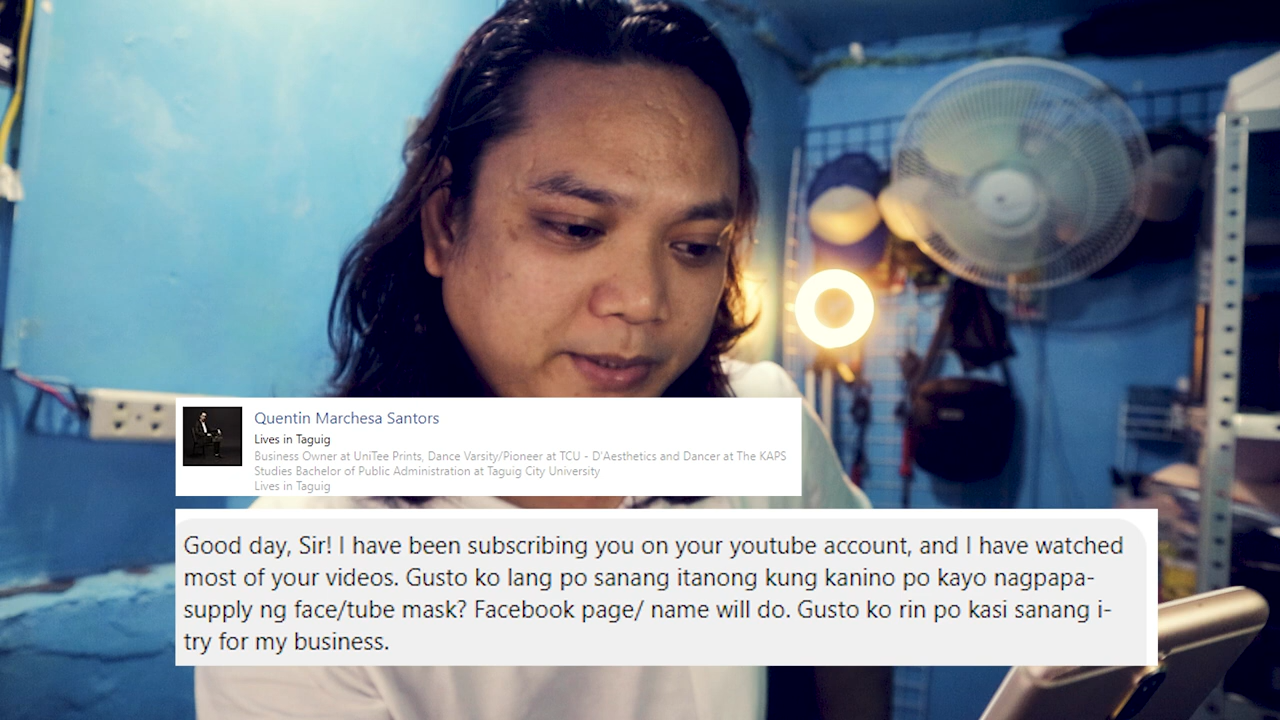 Quentin Marchesa Santors
Lives in Taguig
Business Owner at UniTee Prints, Dance Varsity/Pioneer at TCU - D'Aesthetics and Dancer at The KAPS
Studies Bachelor of Public Administration at Taguig City University
Lives in Taguig
Good day, Sir! I have been subscribing you on your youtube account, and I have watched
most of your videos. Gusto ko lang po sanang itanong kung kanino po kayo nagpapa-
supply ng face/tube mask? Facebook page/ name will do. Gusto ko rin po kasi sanang i-
try for my business.